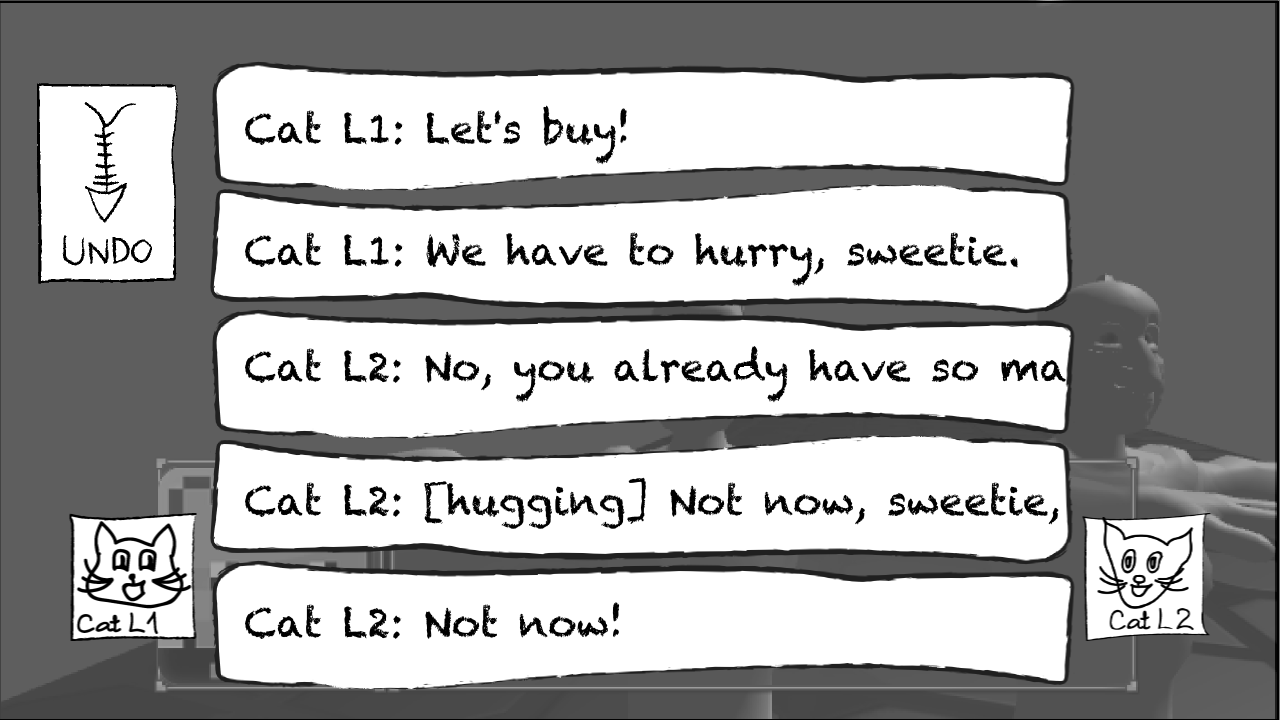 Cat L1: Let's buy!
UNDO
Cat L1: We have to hurry, sweetie.
Cat L2: No, you already have so ma
Cat L2: [hugging] Not now, sweetie,
Cat L1
Cat L2
Cat L2: Not now!